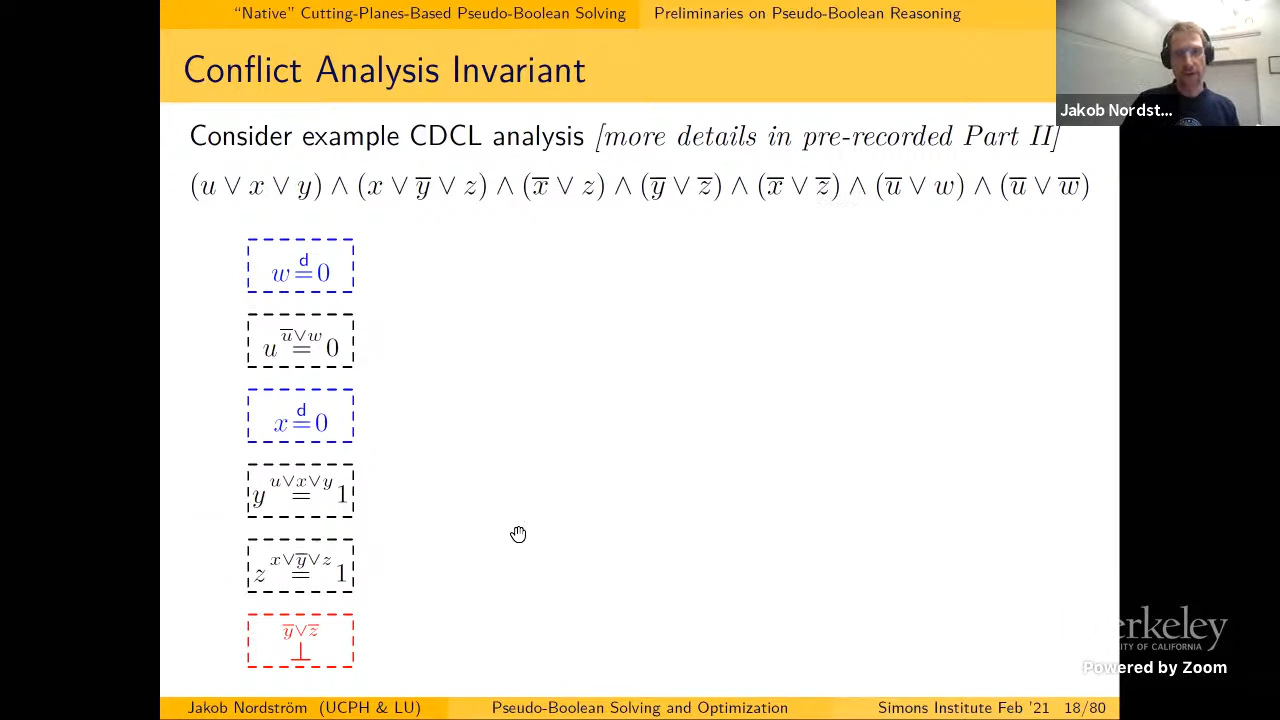 “Native” Cutting-Planes-Based Pseudo-Boolean Solving Preliminaries on Pseudo-Boolean Reasoning
Conflict Analysis Invariant
Jakob Nordst...
Consider example CDCL analysis [more details in pre-recorded Part II]
(u ∨ x ∨ y) ∧ (x ∨ y̅ ∨ z) ∧ (x̅ ∨ z) ∧ (y̅ ∨ z̅) ∧ (x̅ ∨ z̅) ∧ (u̅ ∨ w) ∧ (u̅ ∨ w̅)
d
w = 0
u̅∨w
u = 0
d
x = 0
u∨x∨y
y = 1
x∨y̅∨z
z = 1
y̅∨z̅
⊥
erkeley
ITY OF CALIFORNIA
Powered by Zoom
Jakob Nordström (UCPH & LU) Pseudo-Boolean Solving and Optimization Simons Institute Feb ’21 18/80